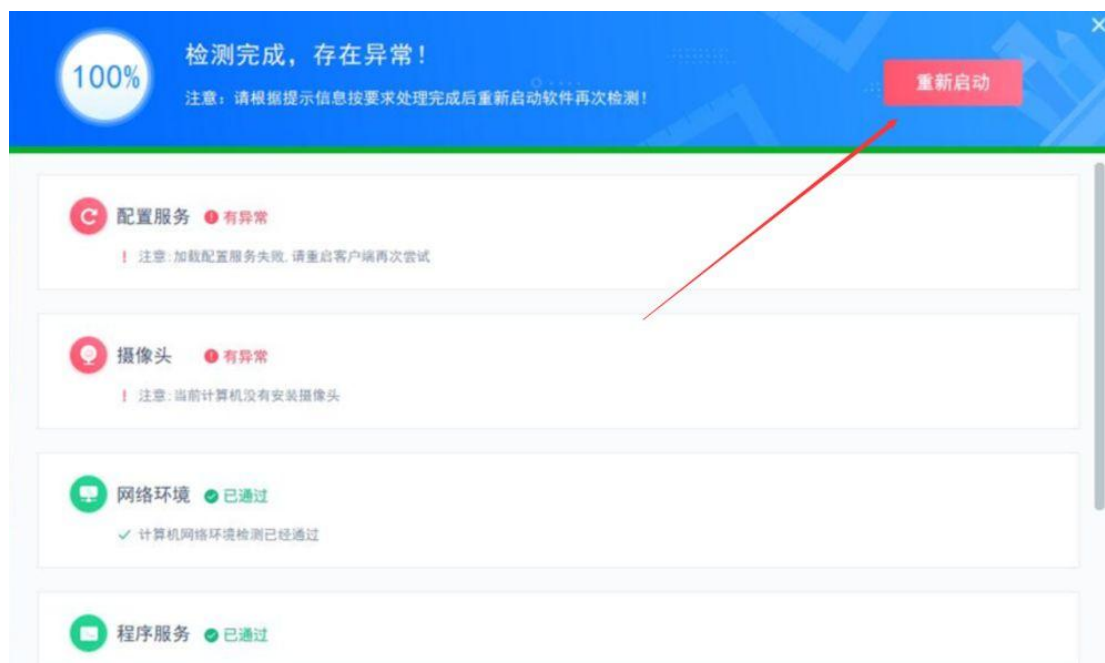 100%
检测完成，存在异常！
注意：请根据提示信息按要求处理完成后重新启动软件再次检测！
重新启动
配置服务 有异常
! 注意:加载配置服务失败,请重启客户端再次尝试
摄像头 有异常
! 注意:当前计算机没有安装摄像头
网络环境 已通过
计算机网络环境检测已经通过
程序服务 已通过